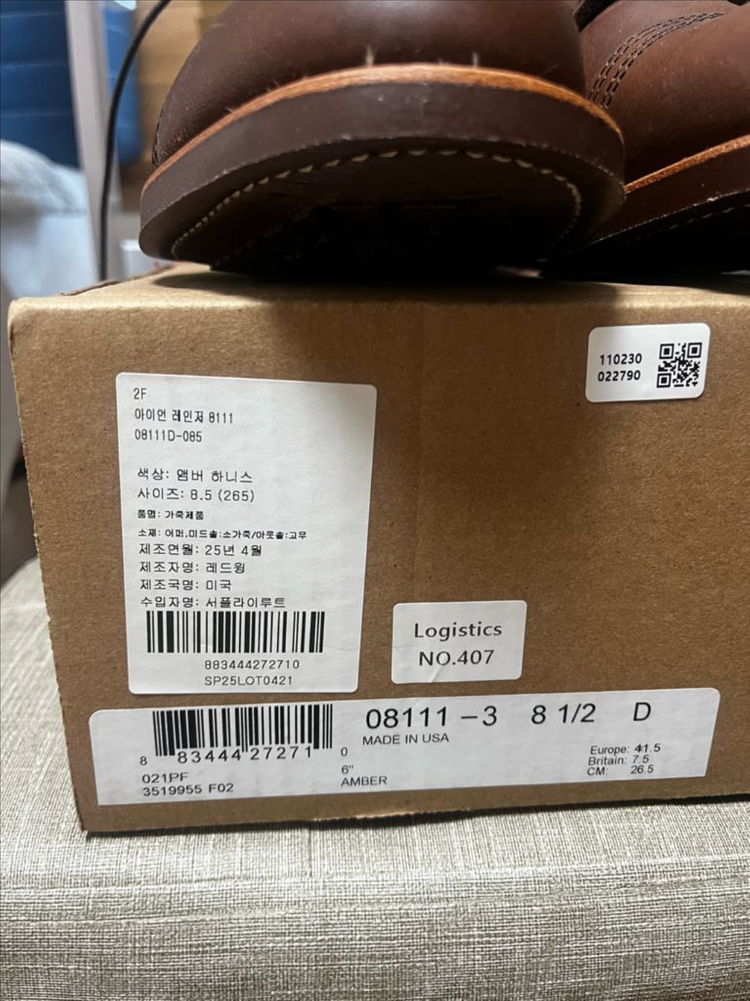 110230
022790
2F
아이언 레인저 8111
08111D-085
색상: 앰버 하니스
사이즈: 8.5 (265)
품명: 가죽제품
소재: 어퍼,미드솔:소가죽/아웃솔:고무
제조연월: 25년 4월
제조자명: 레드윙
제조국명: 미국
수입자명: 서플라이루트
883444272710
SP25LOT0421
Logistics
NO.407
08111 -3 8 1/2 D
MADE IN USA
8 83444 27271 0
021PF
3519955 F02
6"
AMBER
Europe: 41.5
Britain: 7.5
CM: 26.5